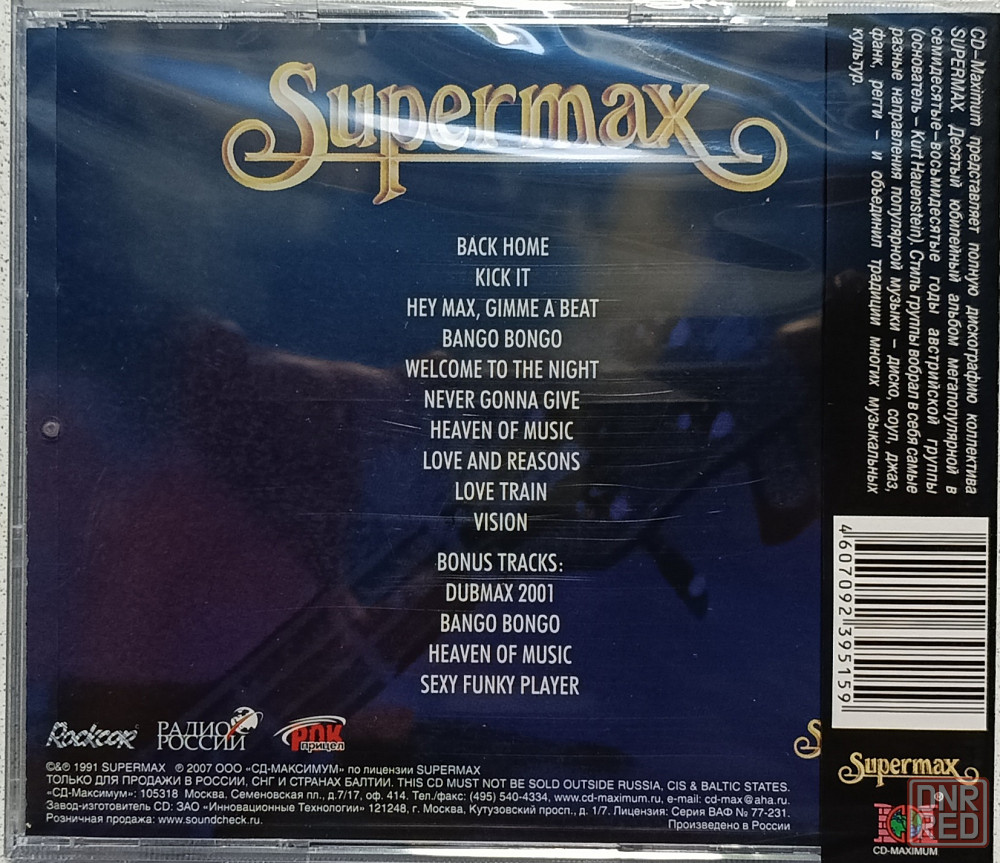 Supermax
BACK HOME
KICK IT
HEY MAX, GIMME A BEAT
BANGO BONGO
WELCOME TO THE NIGHT
NEVER GONNA GIVE
HEAVEN OF MUSIC
LOVE AND REASONS
LOVE TRAIN
VISION
BONUS TRACKS:
DUBMAX 2001
BANGO BONGO
HEAVEN OF MUSIC
SEXY FUNKY PLAYER
Rockcor
РАДИО
РОССИИ
РОК
прицел
©&℗ 1991 SUPERMAX ℗ 2007 ООО «СД-МАКСИМУМ» по лицензии SUPERMAX
ТОЛЬКО ДЛЯ ПРОДАЖИ В РОССИИ, СНГ И СТРАНАХ БАЛТИИ. THIS CD MUST NOT BE SOLD OUTSIDE RUSSIA, CIS & BALTIC STATES.
«СД-МАКСИМУМ»: 105318 Москва. Семеновская пл., д.7/17, оф. 414. Тел./факс: (495) 540-4334, www.cd-maximum.ru, e-mail: cd-max@aha.ru.
Завод-изготовитель CD: ЗАО «Инновационные Технологии» 121248, г. Москва, Кутузовский просп., д. 1/7. Лицензия: Серия ВАФ № 77-231.
Розничная продажа: www.soundcheck.ru.
Произведено в России
CD-Maximum представляет полную дискографию коллектива
SUPERMAX. Десятый юбилейный альбом мегапопулярной в
семидесятые-восьмидесятые годы австрийской группы
(основатель - Kurt Hauenstein). Стиль группы вобрал в себя самые
разные направления популярной музыки - диско, соул, джаз,
фанк, регги - и объединил традиции многих музыкальных
культур.
4 607092 395159
Supermax
®
CD-MAXIMUM
DNR
RED